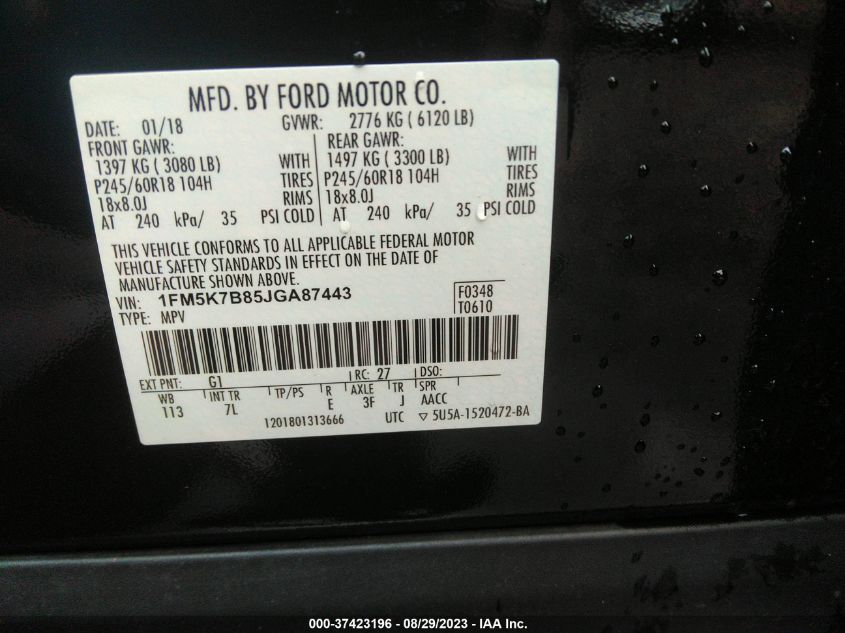 MFD. BY FORD MOTOR CO.
DATE: 01/18 GVWR: 2776 KG ( 6120 LB)
FRONT GAWR: REAR GAWR:
1397 KG ( 3080 LB) WITH 1497 KG ( 3300 LB) WITH
P245/60R18 104H TIRES P245/60R18 104H TIRES
18x8.0J RIMS 18x8.0J RIMS
AT 240 kPa/ 35 PSI COLD AT 240 kPa/ 35 PSI COLD
THIS VEHICLE CONFORMS TO ALL APPLICABLE FEDERAL MOTOR
VEHICLE SAFETY STANDARDS IN EFFECT ON THE DATE OF
MANUFACTURE SHOWN ABOVE.
VIN: 1FM5K7B85JGA87443 F0348
TYPE: MPV T0610
EXT PNT: G1 RC: 27 DSO:
WB INT TR TP/PS R AXLE TR SPR
113 7L E 3F J AACC
1201801313666 UTC ▽ 5U5A-1520472-BA
000-37423196 - 08/29/2023 - IAA Inc.